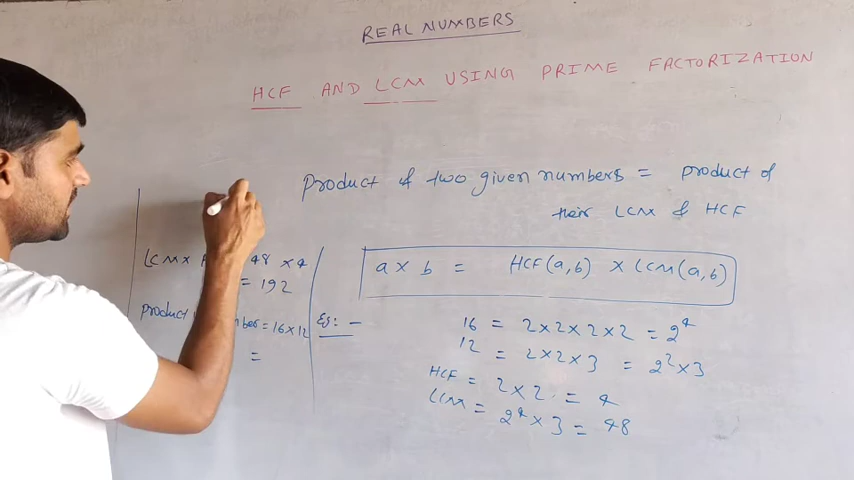 REAL NUMBERS
HCF AND LCM USING PRIME FACTORIZATION
Product of two given numbers = product of
their LCM & HCF
a × b = HCF(a,b) × LCM(a,b)
LCM × 48 × 4
= 192
product = 16×12
=
Eg: -
16 = 2×2×2×2 = 2⁴
12 = 2×2×3 = 2²×3
HCF = 2×2 = 4
LCM = 2⁴×3 = 48